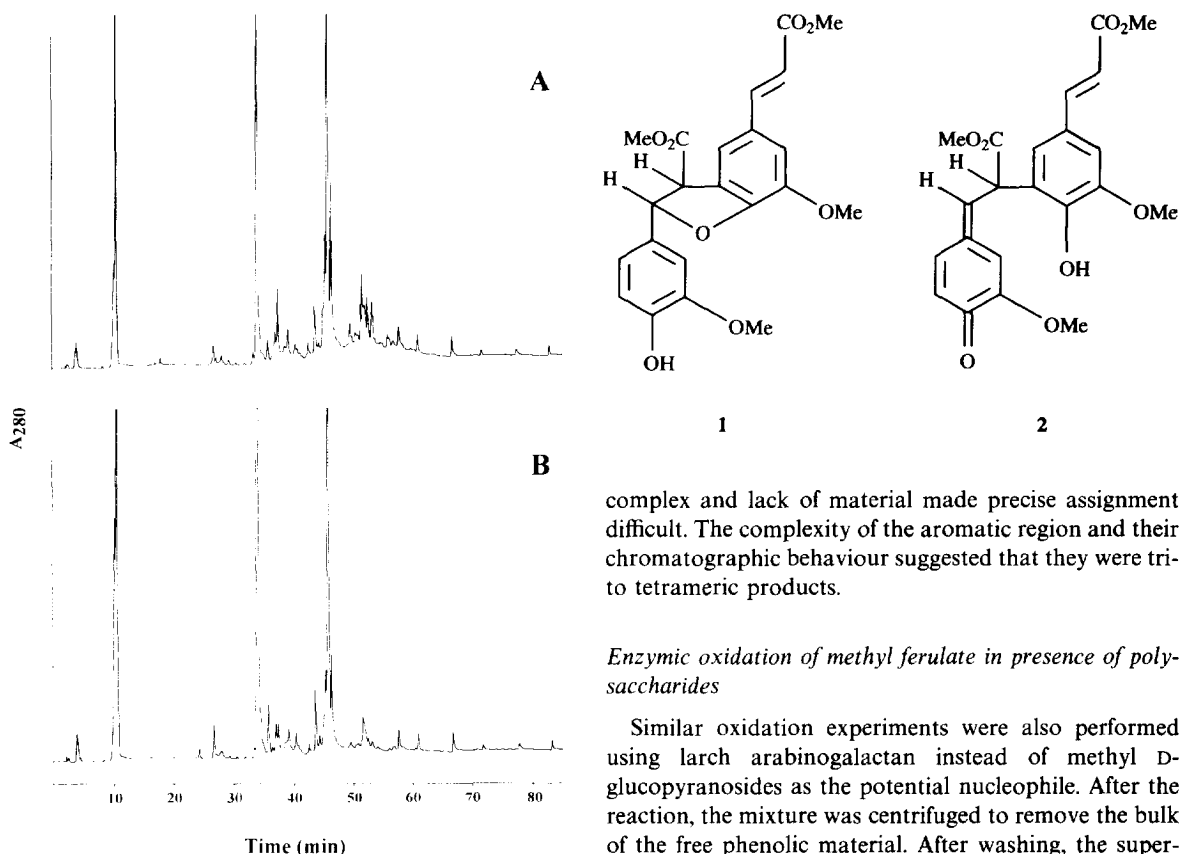 A
A₂₈₀
B
10 20 30 40 50 60 70 80
Time (min)
CO₂Me
MeO₂C
H
H
O
OMe
OMe
OH
1
CO₂Me
MeO₂C
H
H
OMe
OH
OMe
O
2
complex and lack of material made precise assignment
difficult. The complexity of the aromatic region and their
chromatographic behaviour suggested that they were tri-
to tetrameric products.
Enzymic oxidation of methyl ferulate in presence of poly-
saccharides
Similar oxidation experiments were also performed
using larch arabinogalactan instead of methyl D-
glucopyranosides as the potential nucleophile. After the
reaction, the mixture was centrifuged to remove the bulk
of the free phenolic material. After washing, the super-